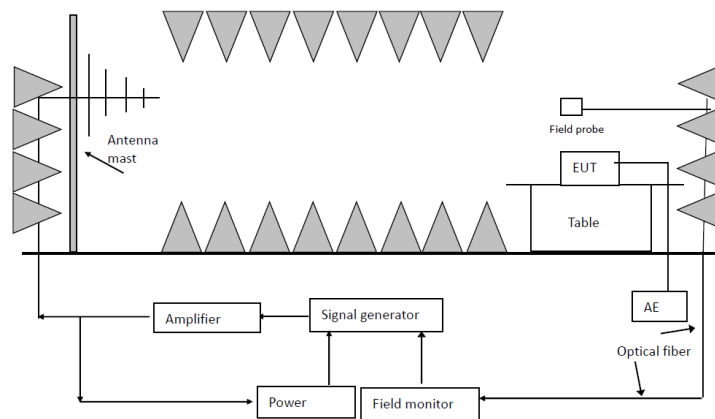 Antenna
mast
Field probe
EUT
Table
AE
Optical fiber
Signal generator
Amplifier
Power
Field monitor